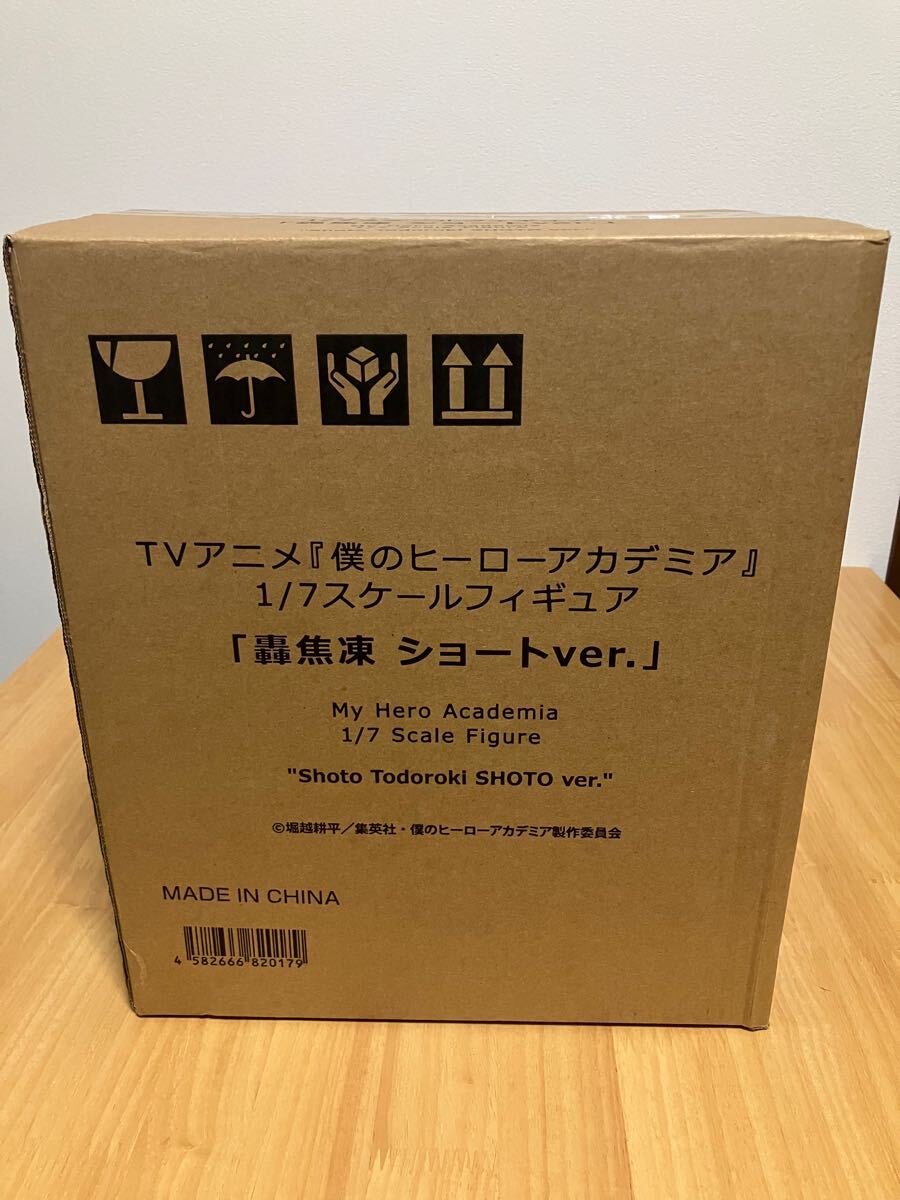 TVアニメ『僕のヒーローアカデミア』
1/7スケールフィギュア
「轟焦凍 ショートver.」
My Hero Academia
1/7 Scale Figure
"Shoto Todoroki SHOTO ver."
©堀越耕平／集英社・僕のヒーローアカデミア製作委員会
MADE IN CHINA
4 582666 820179